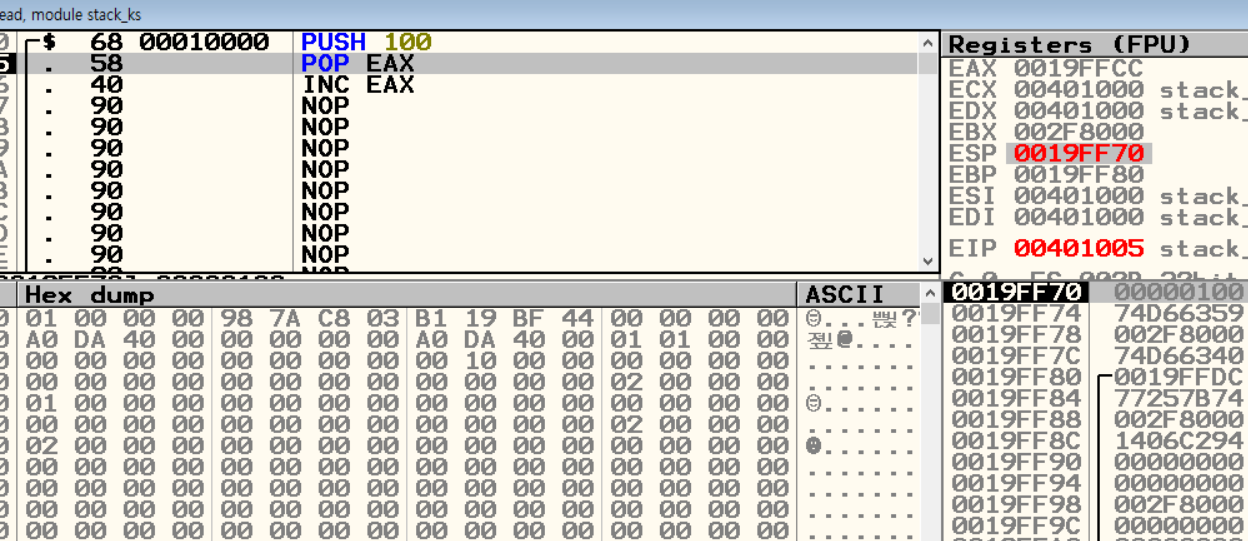 ead, module stack_ks
$ 68 00010000 PUSH 100
. 58 POP EAX
. 40 INC EAX
. 90 NOP
. 90 NOP
. 90 NOP
. 90 NOP
. 90 NOP
. 90 NOP
. 90 NOP
. 90 NOP
Registers (FPU)
EAX 0019FFCC
ECX 00401000 stack_
EDX 00401000 stack_
EBX 002F8000
ESP 0019FF70
EBP 0019FF80
ESI 00401000 stack_
EDI 00401000 stack_
EIP 00401005 stack_
Hex dump ASCII
01 00 00 00 98 7A C8 03 B1 19 BF 44 00 00 00 00
A0 DA 40 00 00 00 00 00 A0 DA 40 00 01 01 00 00
00 00 00 00 00 00 00 00 00 10 00 00 00 00 00 00 .......
00 00 00 00 00 00 00 00 00 00 00 00 02 00 00 00 .......
01 00 00 00 00 00 00 00 00 00 00 00 00 00 00 00 ☺......
00 00 00 00 00 00 00 00 00 00 00 00 02 00 00 00 .......
02 00 00 00 00 00 00 00 00 00 00 00 00 00 00 00 ☻......
00 00 00 00 00 00 00 00 00 00 00 00 00 00 00 00 .......
00 00 00 00 00 00 00 00 00 00 00 00 00 00 00 00 .......
00 00 00 00 00 00 00 00 00 00 00 00 00 00 00 00 .......
00 00 00 00 00 00 00 00 00 00 00 00 00 00 00 00 .......
0019FF70 00000100
0019FF74 74D66359
0019FF78 002F8000
0019FF7C 74D66340
0019FF80 0019FFDC
0019FF84 77257B74
0019FF88 002F8000
0019FF8C 1406C294
0019FF90 00000000
0019FF94 00000000
0019FF98 002F8000
0019FF9C 00000000